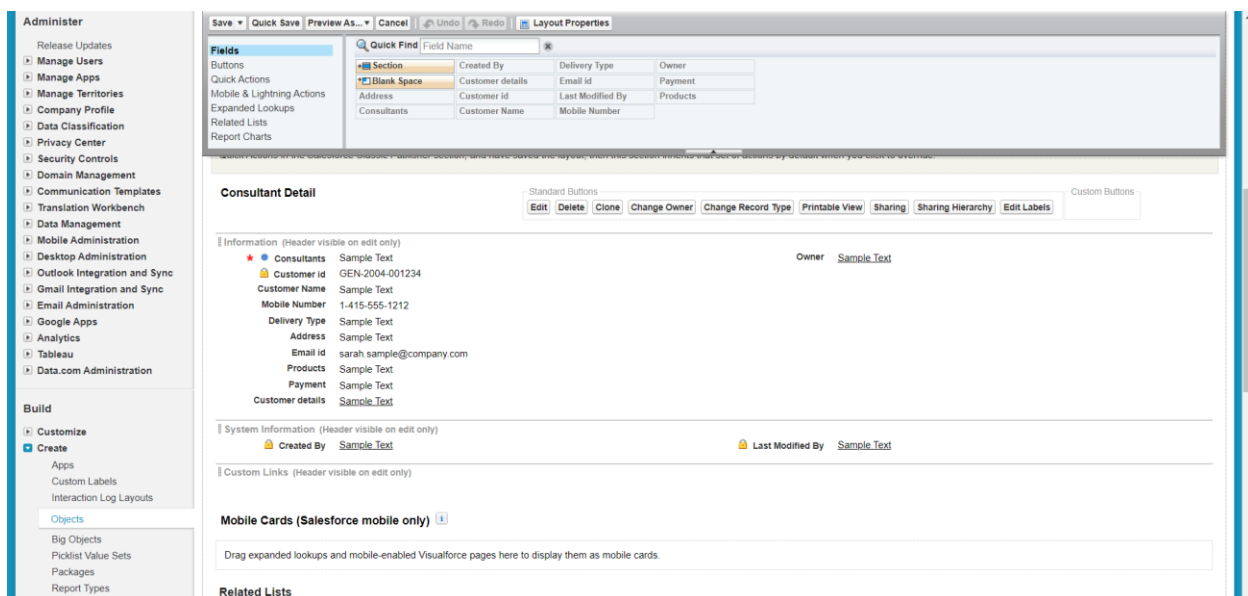 Administer
Release Updates
Manage Users
Manage Apps
Manage Territories
Company Profile
Data Classification
Privacy Center
Security Controls
Domain Management
Communication Templates
Translation Workbench
Data Management
Mobile Administration
Desktop Administration
Outlook Integration and Sync
Gmail Integration and Sync
Email Administration
Google Apps
Analytics
Tableau
Data.com Administration
Build
Customize
Create
Apps
Custom Labels
Interaction Log Layouts
Objects
Big Objects
Picklist Value Sets
Packages
Report Types
Save Quick Save Preview As... Cancel Undo Redo Layout Properties
Fields
Buttons
Quick Actions
Mobile & Lightning Actions
Expanded Lookups
Related Lists
Report Charts
Quick Find Field Name
Section Created By Delivery Type Owner
Blank Space Customer details Email id Payment
Address Customer id Last Modified By Products
Consultants Customer Name Mobile Number
Consultant Detail
Standard Buttons
Edit Delete Clone Change Owner Change Record Type Printable View Sharing Sharing Hierarchy Edit Labels
Custom Buttons
Information (Header visible on edit only)
Consultants Sample Text Owner Sample Text
Customer id GEN-2004-001234
Customer Name Sample Text
Mobile Number 1-415-555-1212
Delivery Type Sample Text
Address Sample Text
Email id sarah.sample@company.com
Products Sample Text
Payment Sample Text
Customer details Sample Text
System Information (Header visible on edit only)
Created By Sample Text Last Modified By Sample Text
Custom Links (Header visible on edit only)
Mobile Cards (Salesforce mobile only) i
Drag expanded lookups and mobile-enabled Visualforce pages here to display them as mobile cards.
Related Lists